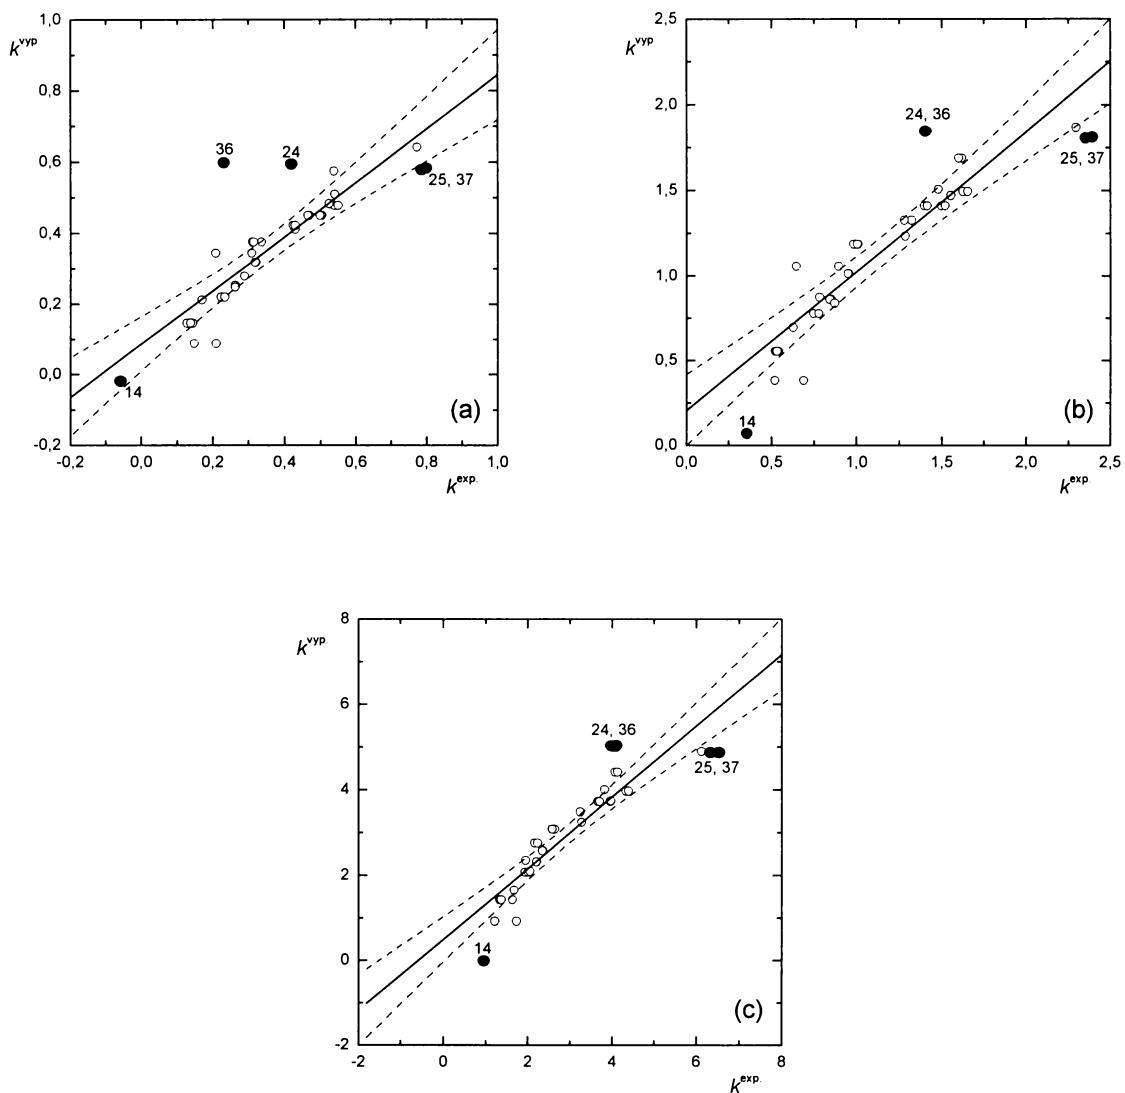 1,0
k^vyp
0,8
36
24
0,6
25, 37
0,4
0,2
0,0
14
(a)
-0,2
-0,2 0,0 0,2 0,4 0,6 0,8 1,0
k^exp.
2,5
k^vyp
2,0
24, 36
25, 37
1,5
1,0
0,5
14
(b)
0,0
0,0 0,5 1,0 1,5 2,0 2,5
k^exp.
8
k^vyp.
6
24, 36
25, 37
4
2
14
0
(c)
-2
-2 0 2 4 6 8
k^exp.